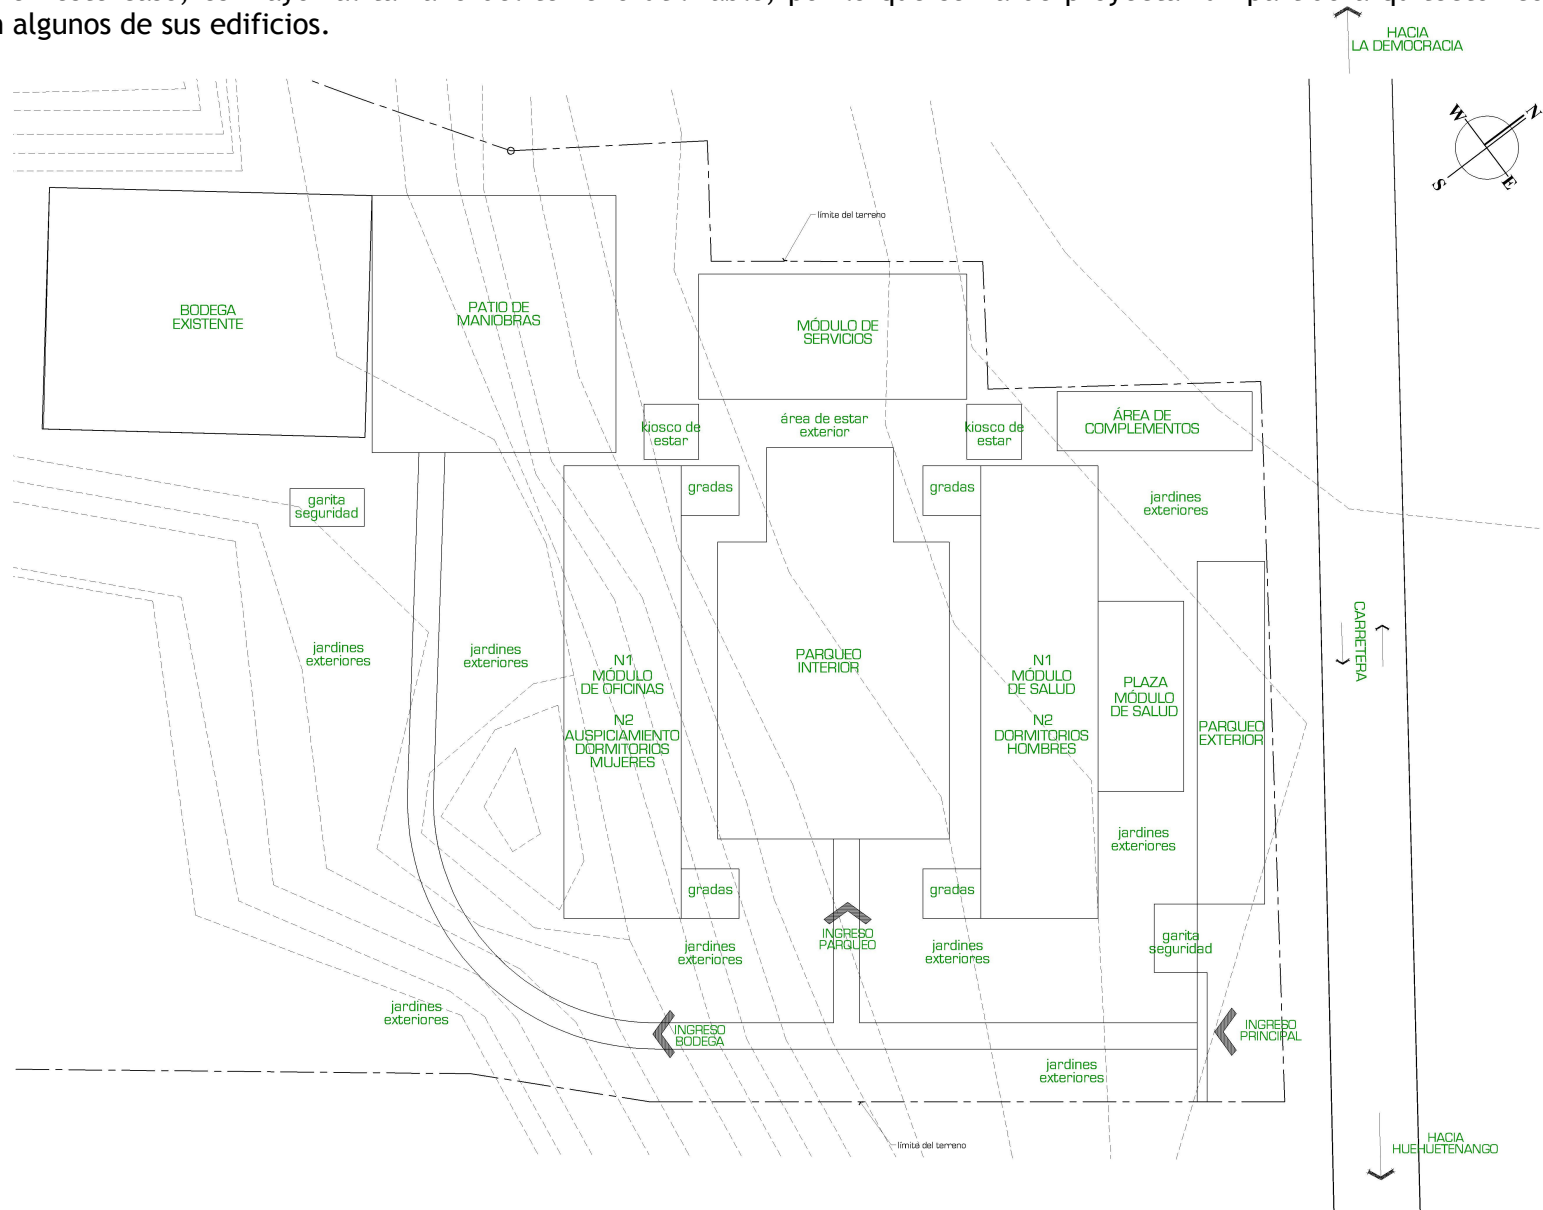 algunos de sus edificios.
HACIA
LA DEMOCRACIA
W
N
S
E
límite del terreno
BODEGA
EXISTENTE
PATIO DE
MANIOBRAS
MÓDULO DE
SERVICIOS
kiosco de
estar
área de estar
exterior
kiosco de
estar
ÁREA DE
COMPLEMENTOS
gradas
gradas
garita
seguridad
jardines
exteriores
jardines
exteriores
jardines
exteriores
N1
MÓDULO
DE OFICINAS
N2
AUSPICIAMIENTO
DORMITORIOS
MUJERES
PARQUEO
INTERIOR
N1
MÓDULO
DE SALUD
N2
DORMITORIOS
HOMBRES
PLAZA
MÓDULO
DE SALUD
PARQUEO
EXTERIOR
CARRETERA
jardines
exteriores
gradas
gradas
INGRESO
PARQUEO
jardines
exteriores
jardines
exteriores
garita
seguridad
jardines
exteriores
INGRESO
BODEGA
INGRESO
PRINCIPAL
jardines
exteriores
límite del terreno
HACIA
HUEHUETENANGO